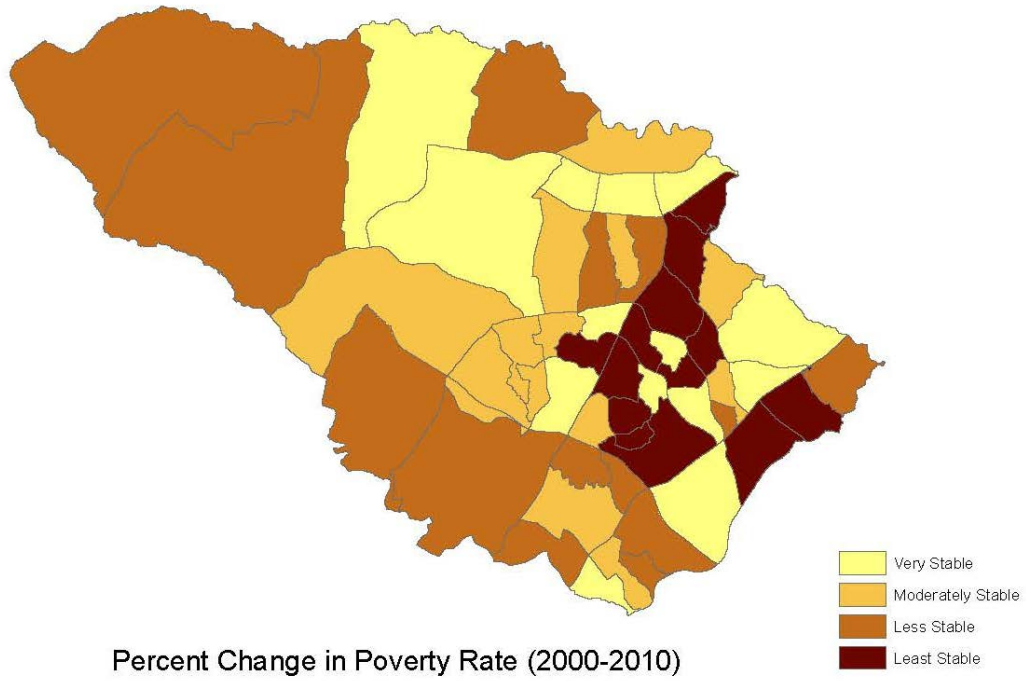 Very Stable
Moderately Stable
Less Stable
Least Stable
Percent Change in Poverty Rate (2000-2010)